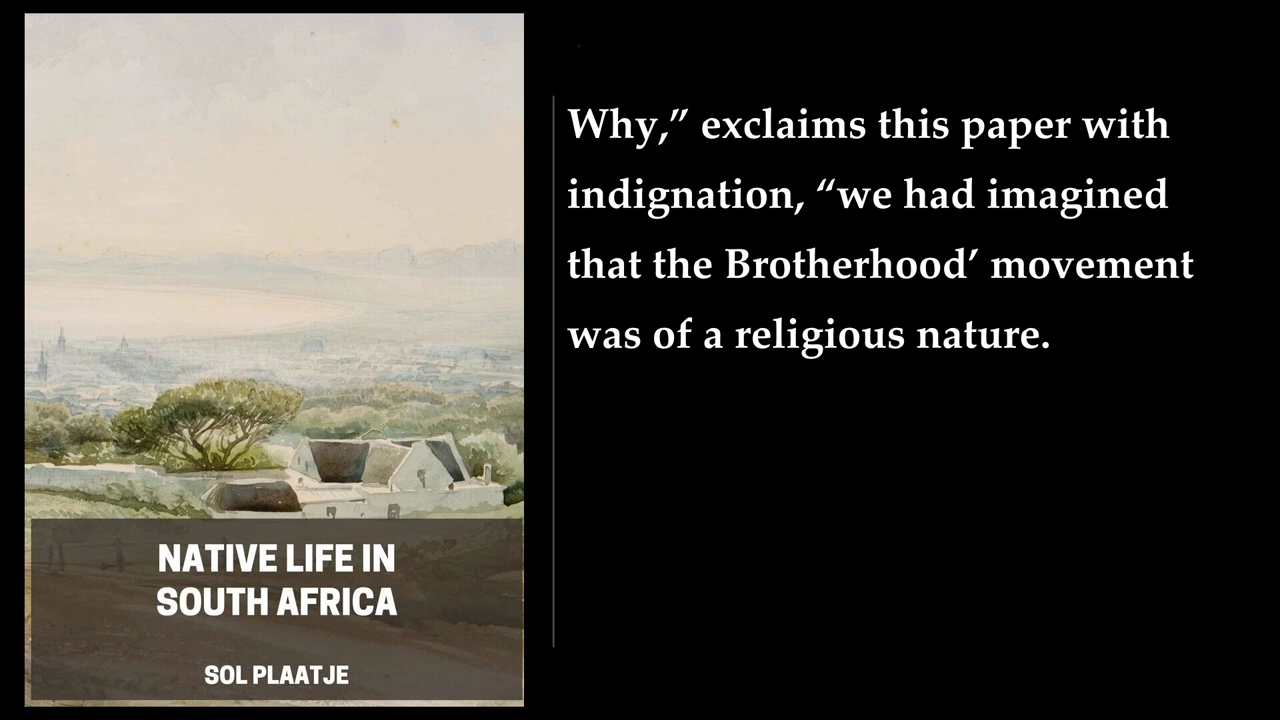 NATIVE LIFE IN
SOUTH AFRICA
SOL PLAATJE
Why,” exclaims this paper with
indignation, “we had imagined
that the Brotherhood’ movement
was of a religious nature.